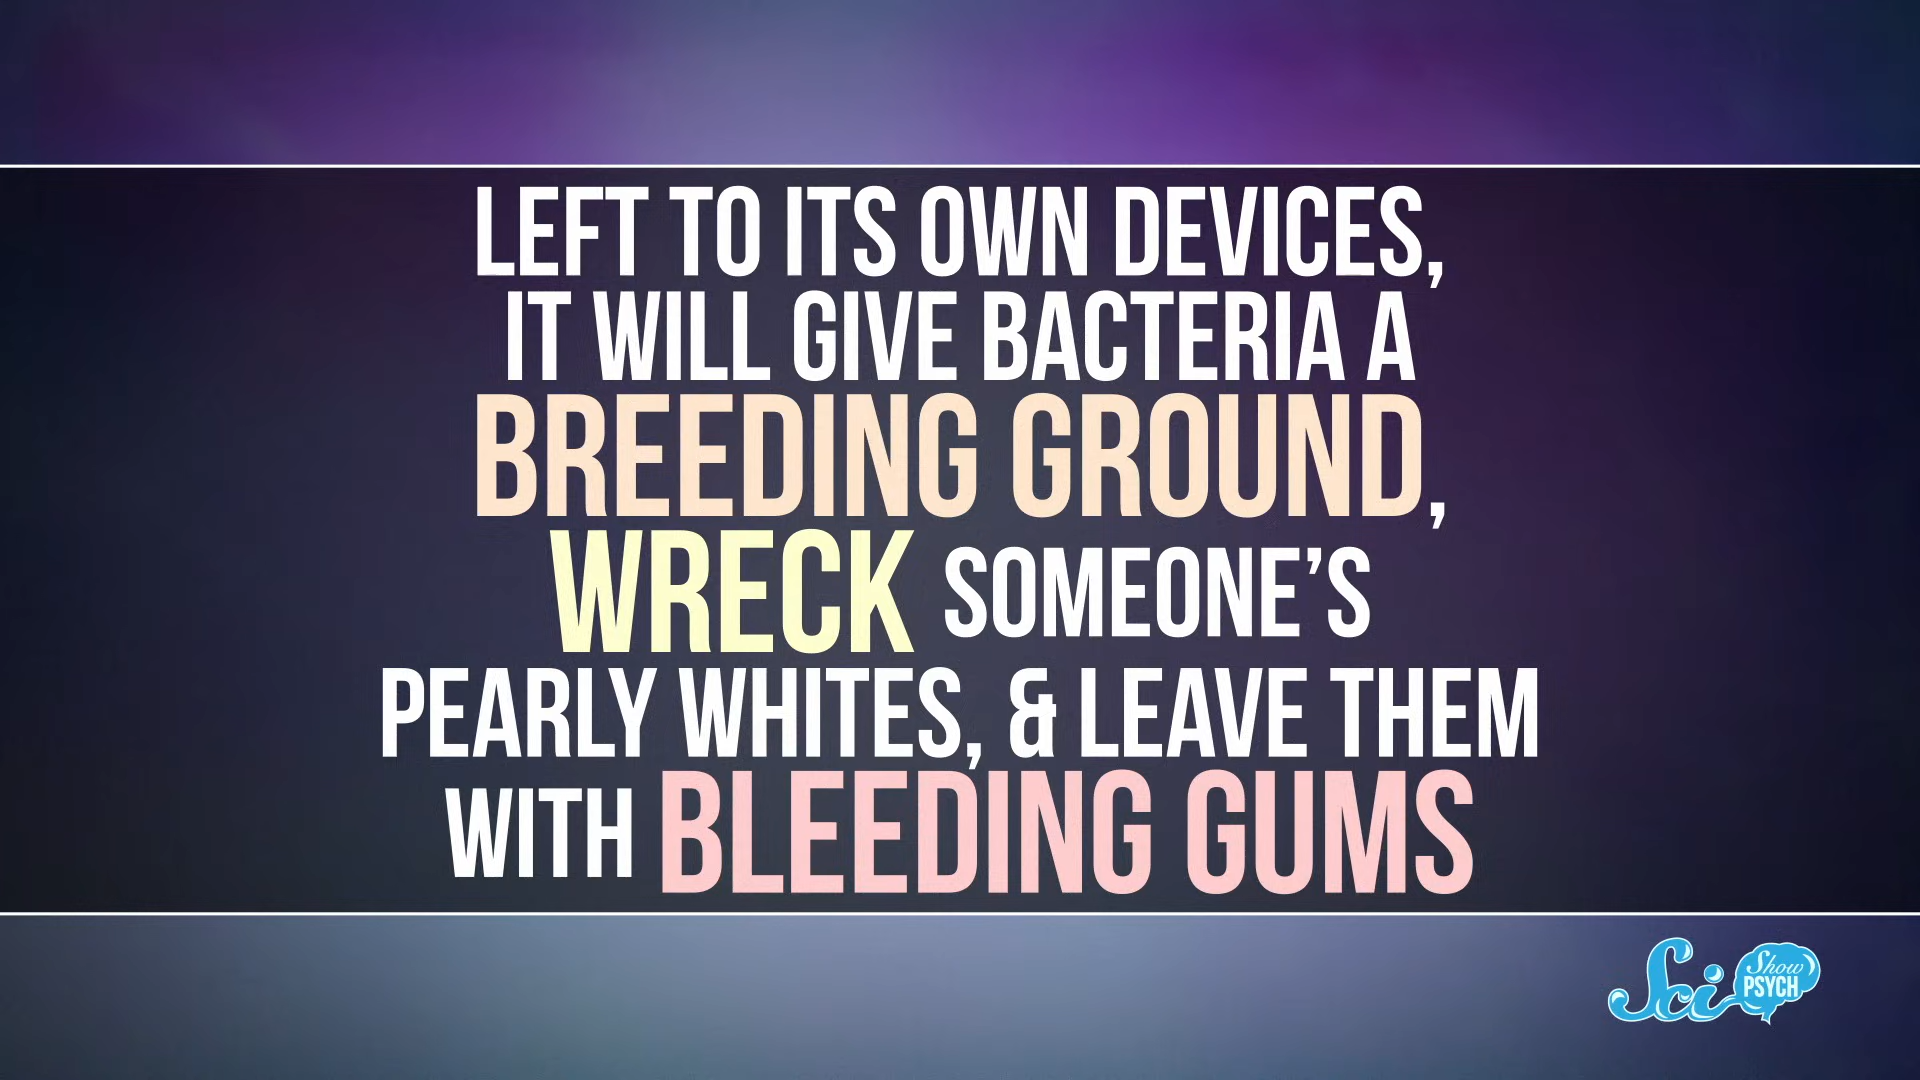 LEFT TO ITS OWN DEVICES,
IT WILL GIVE BACTERIA A
BREEDING GROUND,
WRECK SOMEONE’S
PEARLY WHITES, & LEAVE THEM
WITH BLEEDING GUMS
Sci Show
PSYCH